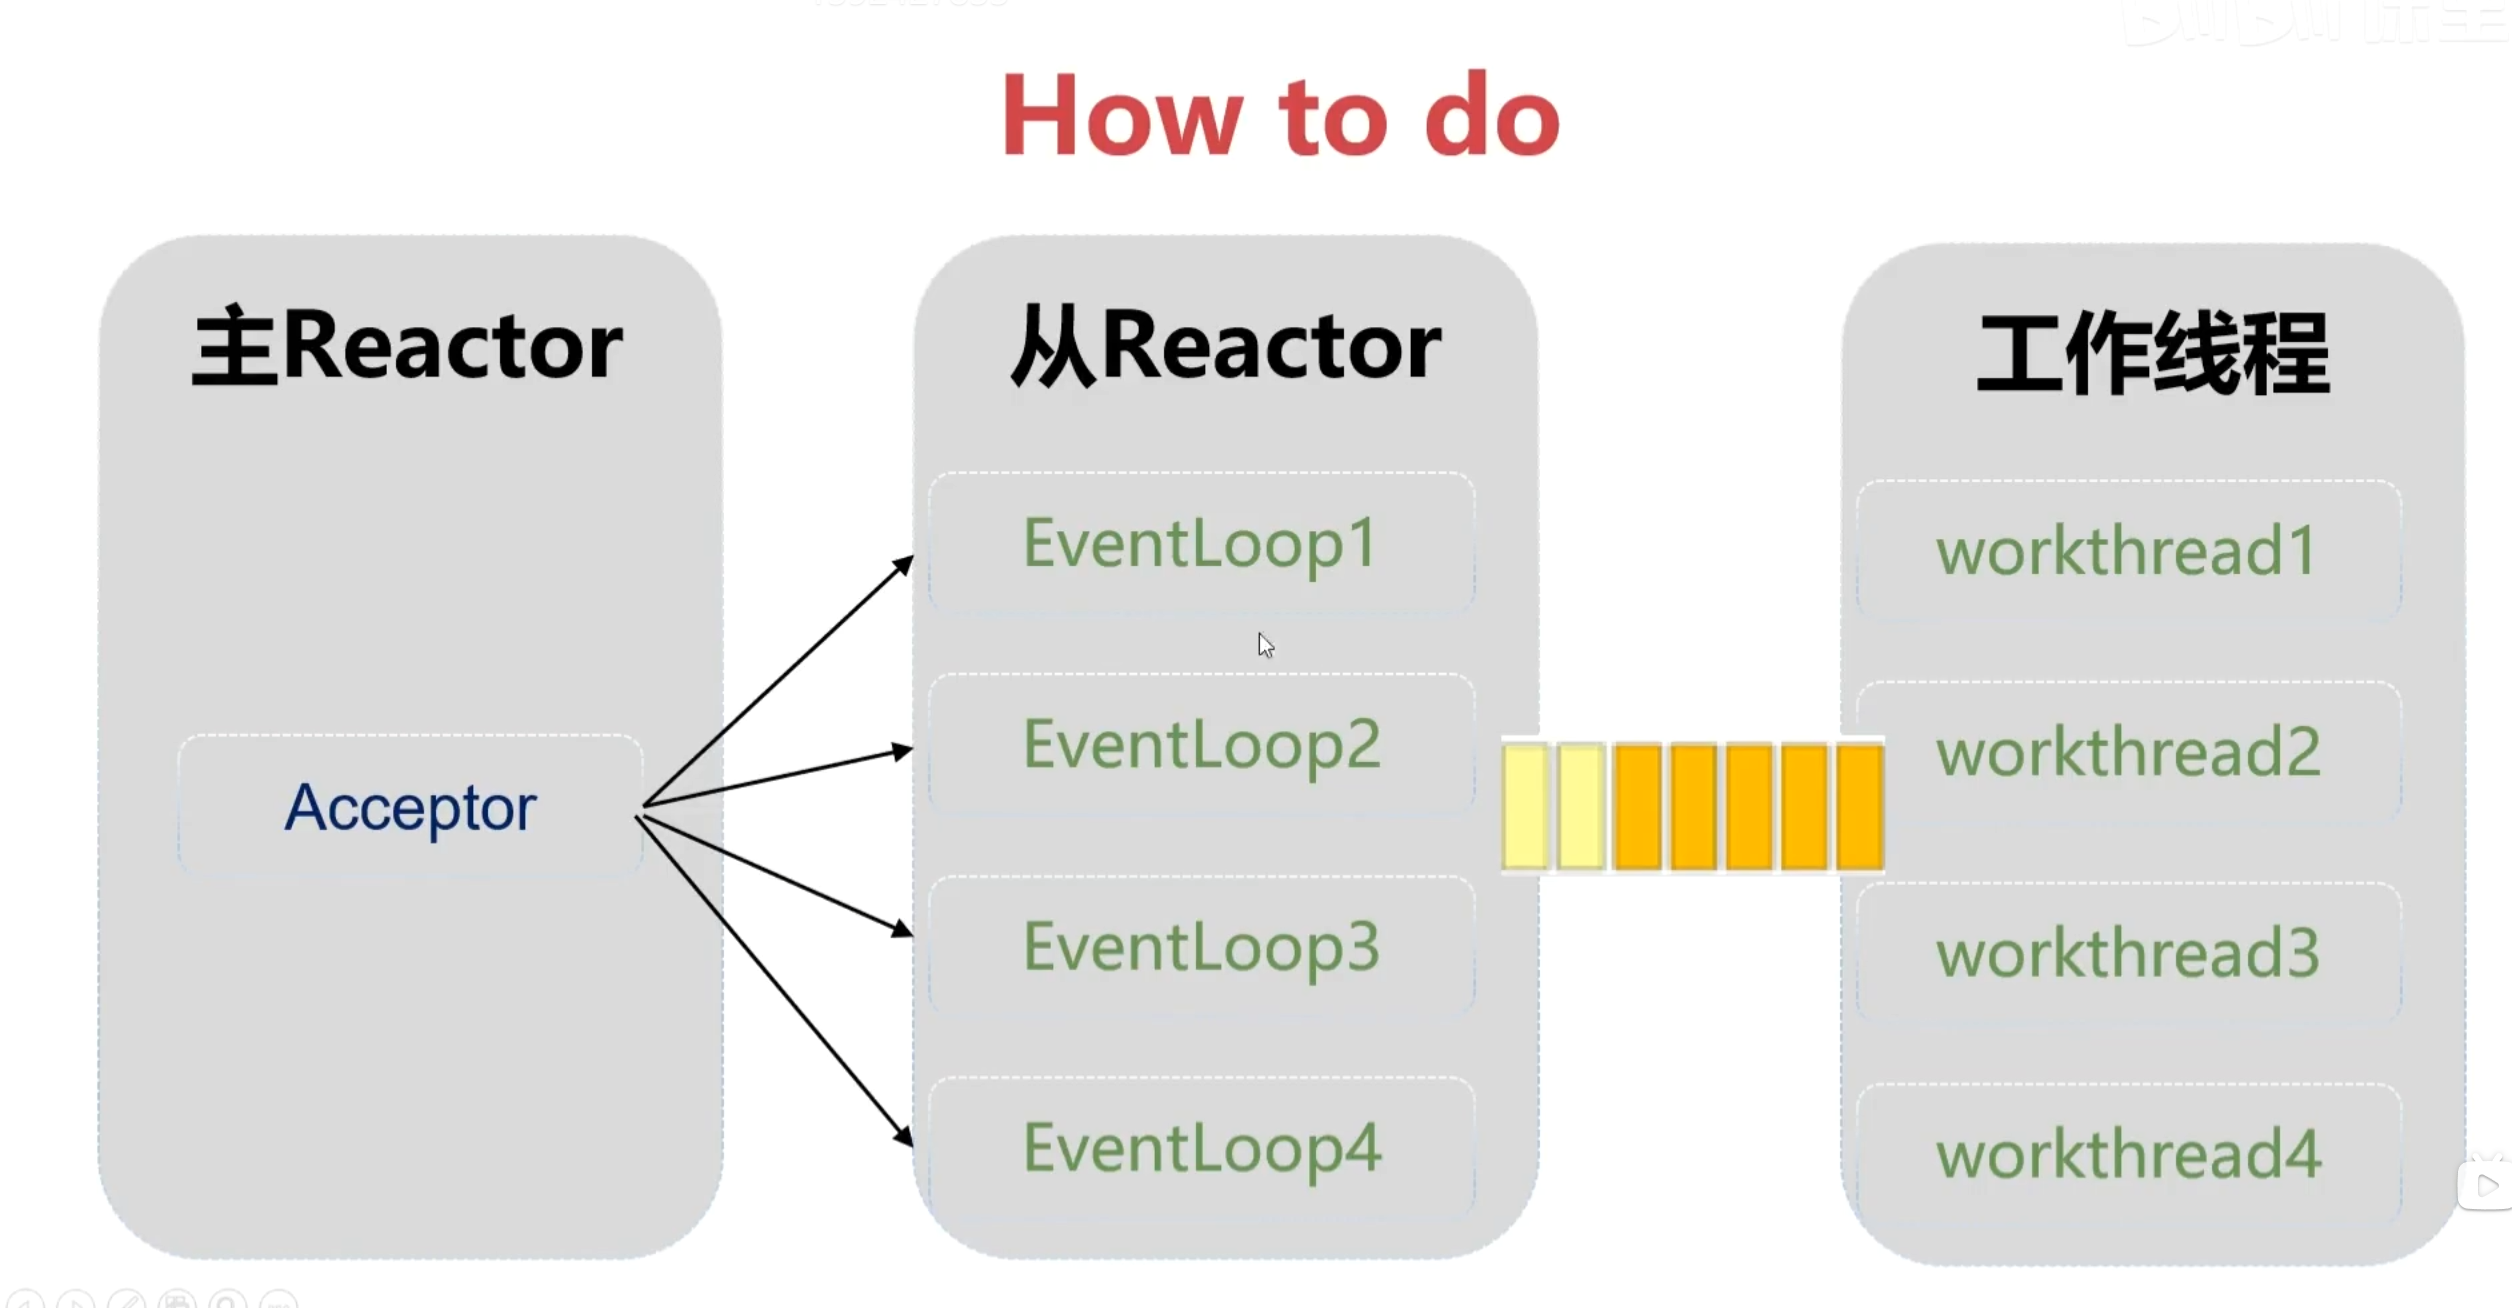 How to do
主Reactor
Acceptor
从Reactor
EventLoop1
EventLoop2
EventLoop3
EventLoop4
工作线程
workthread1
workthread2
workthread3
workthread4